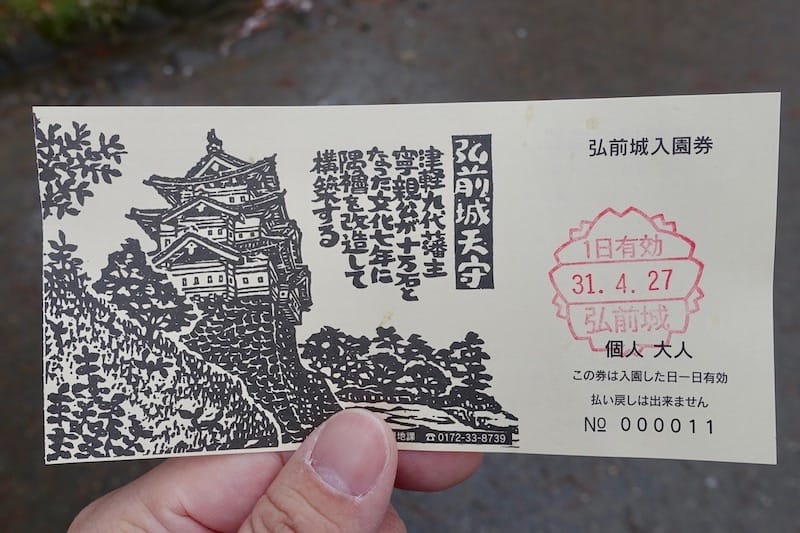 弘前城天守
津軽九代藩主
寧親公が十万石と
なった文化七年に
隅櫓を改造して
構築する
地課 ☎0172-33-8739
弘前城入園券
1日有効
31.4.27
弘前城
個人 大人
この券は入園した日一日有効
払い戻しは出来ません
№ 000011